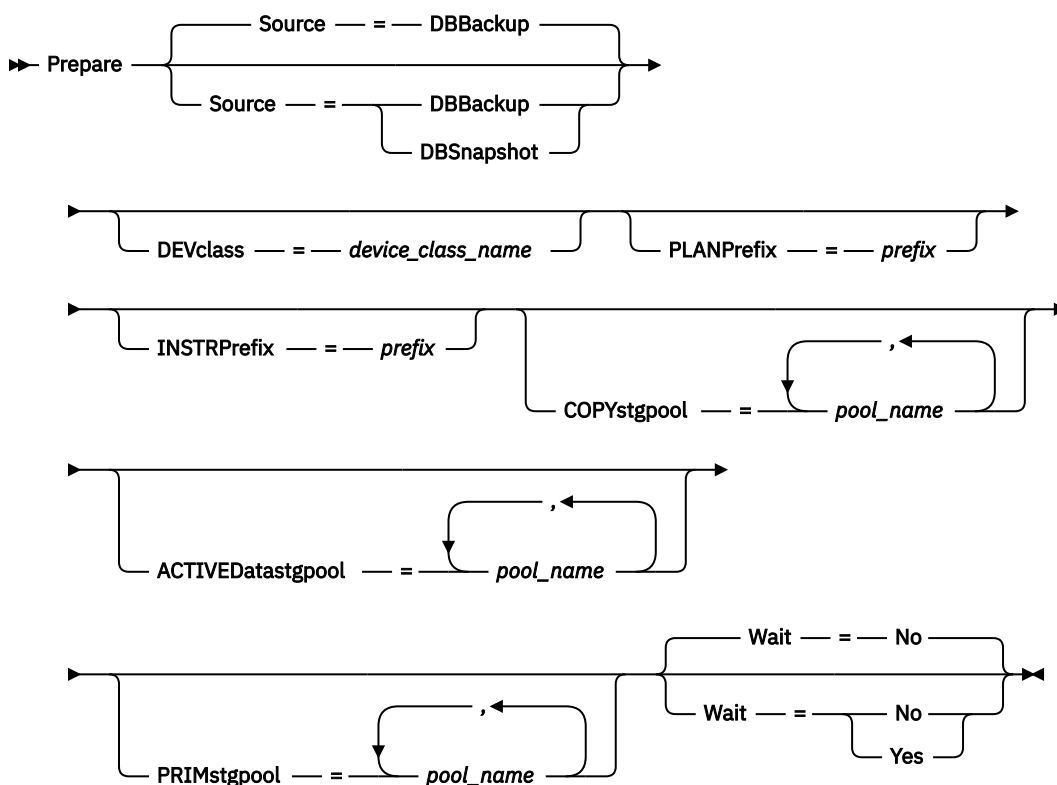 Source = DBBackup
Prepare
Source = DBBackup
DBSnapshot
DEVclass = device_class_name PLANPrefix = prefix
INSTRPrefix = prefix
,
COPYstgpool = pool_name
,
ACTIVEDatastgpool = pool_name
Wait = No
Wait = No
,
Yes
PRIMstgpool = pool_name